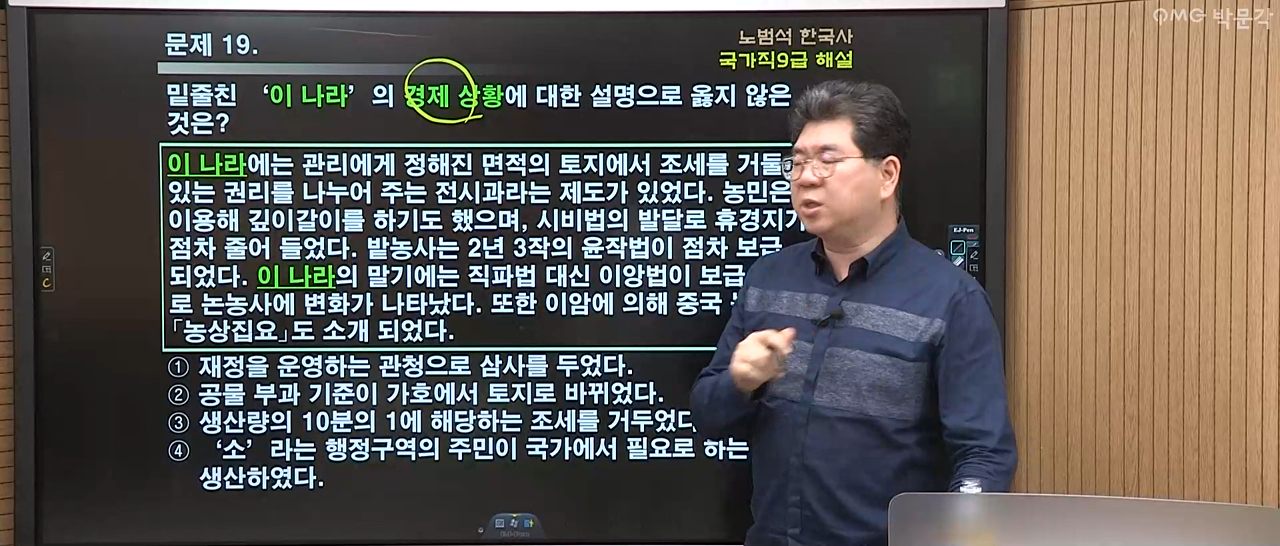 OMG 박문각
문제 19.
노범석 한국사
국가직9급 해설
밑줄친 ‘이 나라’의 경제 상황에 대한 설명으로 옳지 않은
것은?
이 나라에는 관리에게 정해진 면적의 토지에서 조세를 거둘
있는 권리를 나누어 주는 전시과라는 제도가 있었다. 농민은
이용해 깊이갈이를 하기도 했으며, 시비법의 발달로 휴경지가
점차 줄어 들었다. 밭농사는 2년 3작의 윤작법이 점차 보급
되었다. 이 나라의 말기에는 직파법 대신 이앙법이 보급
로 논농사에 변화가 나타났다. 또한 이암에 의해 중국
「농상집요」도 소개 되었다.
① 재정을 운영하는 관청으로 삼사를 두었다.
② 공물 부과 기준이 가호에서 토지로 바뀌었다.
③ 생산량의 10분의 1에 해당하는 조세를 거두었다
④ ‘소’ 라는 행정구역의 주민이 국가에서 필요로 하는
생산하였다.
EJ-Pen